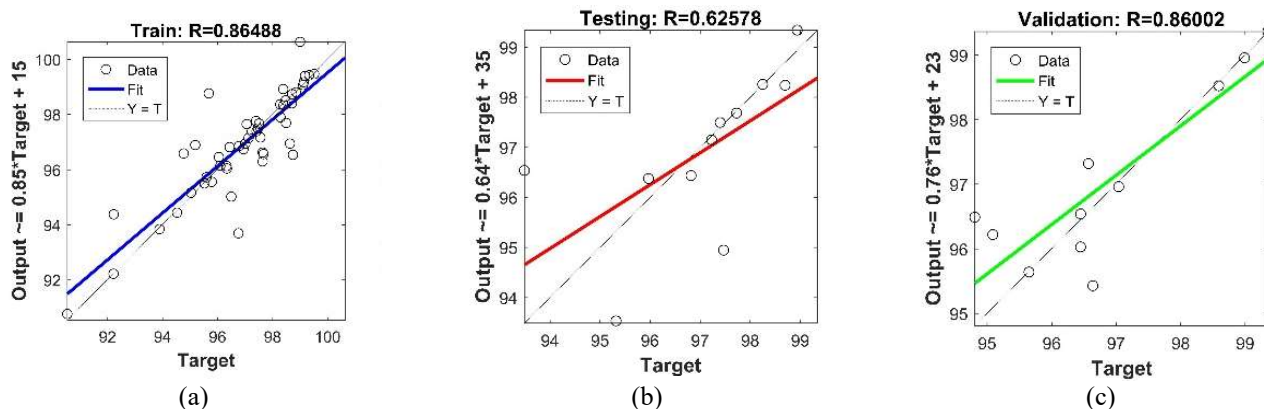 Train: R=0.86488
Output ~= 0.85*Target + 15
100
98
96
94
92
Data
Fit
Y = T
92 94 96 98 100
Target
(a)
Testing: R=0.62578
Output ~= 0.64*Target + 35
99
98
97
96
95
94
Data
Fit
Y = T
94 95 96 97 98 99
Target
(b)
Validation: R=0.86002
Output ~= 0.76*Target + 23
99
98
97
96
95
Data
Fit
Y = T
95 96 97 98 99
Target
(c)